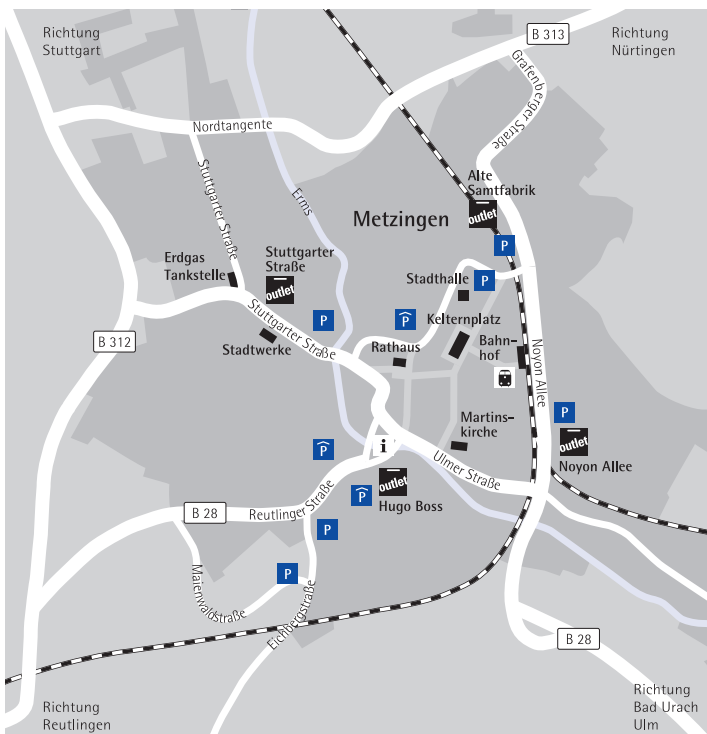 Richtung
Stuttgart
B 313
Richtung
Nürtingen
Grafenberger Straße
Nordtangente
Stuttgarter Straße
Erms
Alte
Samtfabrik
outlet
Metzingen
P
Erdgas
Tankstelle
Stuttgarter
Straße
outlet
Stadthalle
P
Kelternplatz
P
P
Stuttgarter Straße
B 312
Stadtwerke
Rathaus
Bahn-
hof
Noyon Allee
P
Martins-
kirche
outlet
Noyon Allee
P
i
Ulmer Straße
outlet
Hugo Boss
P
Reutlinger Straße
B 28
P
P
Maienwaldstraße
Eichbergstraße
B 28
Richtung
Reutlingen
Richtung
Bad Urach
Ulm